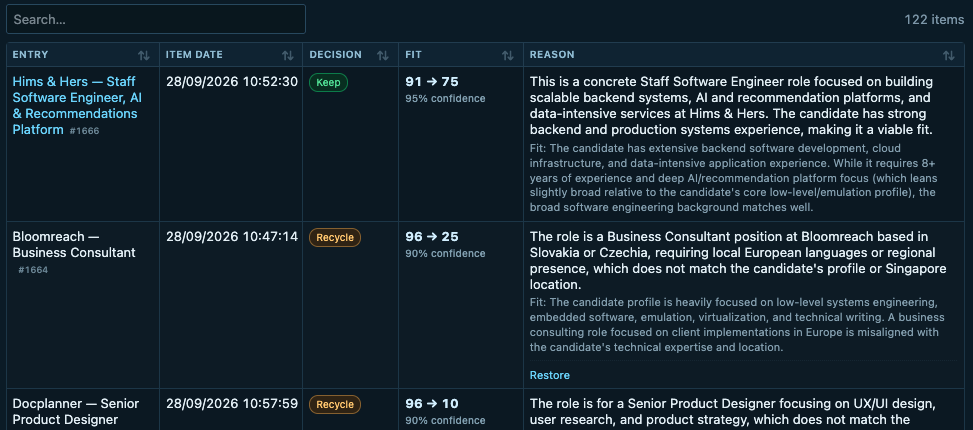 Search...
122 items
ENTRY
ITEM DATE
DECISION
FIT
REASON
Hims & Hers — Staff
Software Engineer, AI
& Recommendations
Platform #1666
28/09/2026 10:52:30
Keep
91 → 75
95% confidence
This is a concrete Staff Software Engineer role focused on building
scalable backend systems, AI and recommendation platforms, and
data-intensive services at Hims & Hers. The candidate has strong
backend and production systems experience, making it a viable fit.
Fit: The candidate has extensive backend software development, cloud
infrastructure, and data-intensive application experience. While it requires 8+
years of experience and deep AI/recommendation platform focus (which leans
slightly broad relative to the candidate's core low-level/emulation profile), the
broad software engineering background matches well.
Bloomreach —
Business Consultant
#1664
28/09/2026 10:47:14
Recycle
96 → 25
90% confidence
The role is a Business Consultant position at Bloomreach based in
Slovakia or Czechia, requiring local European languages or regional
presence, which does not match the candidate's profile or Singapore
location.
Fit: The candidate profile is heavily focused on low-level systems engineering,
embedded software, emulation, virtualization, and technical writing. A business
consulting role focused on client implementations in Europe is misaligned with
the candidate's technical expertise and location.
Restore
Docplanner — Senior
Product Designer
28/09/2026 10:57:59
Recycle
96 → 10
90% confidence
The role is for a Senior Product Designer focusing on UX/UI design,
user research, and product strategy, which does not match the